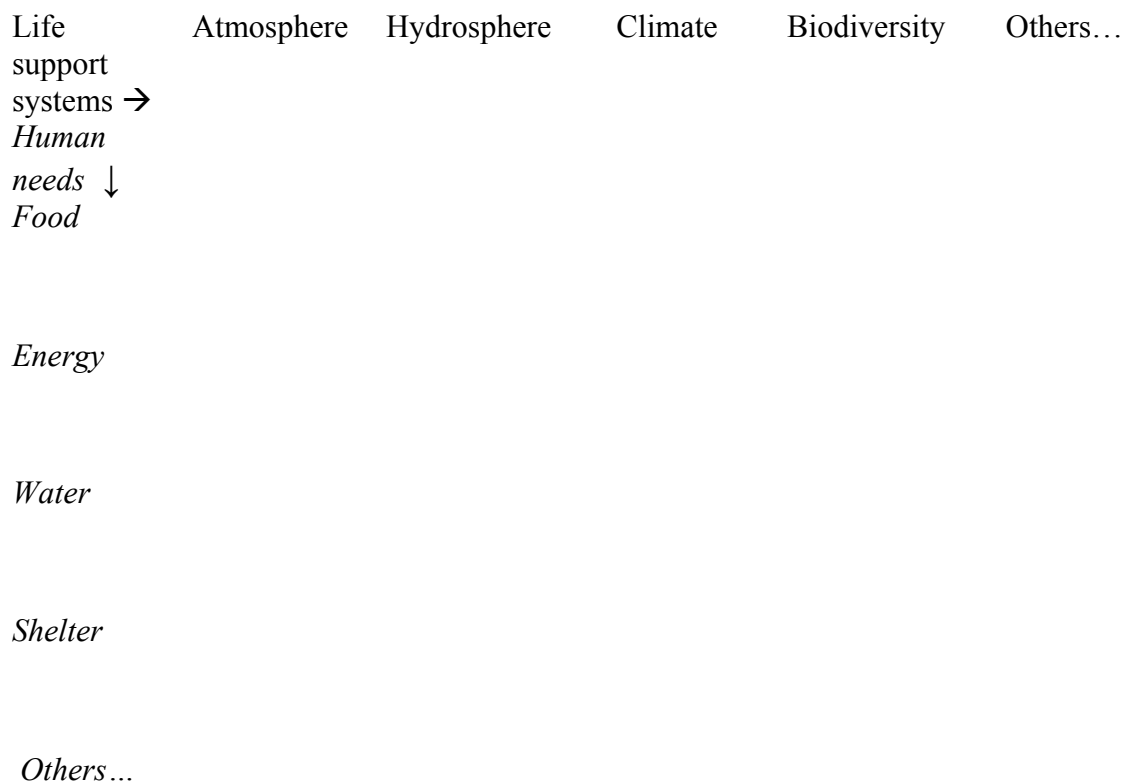 Life Atmosphere Hydrosphere Climate Biodiversity Others…
support
systems →
Human
needs ↓
Food
Energy
Water
Shelter
Others…